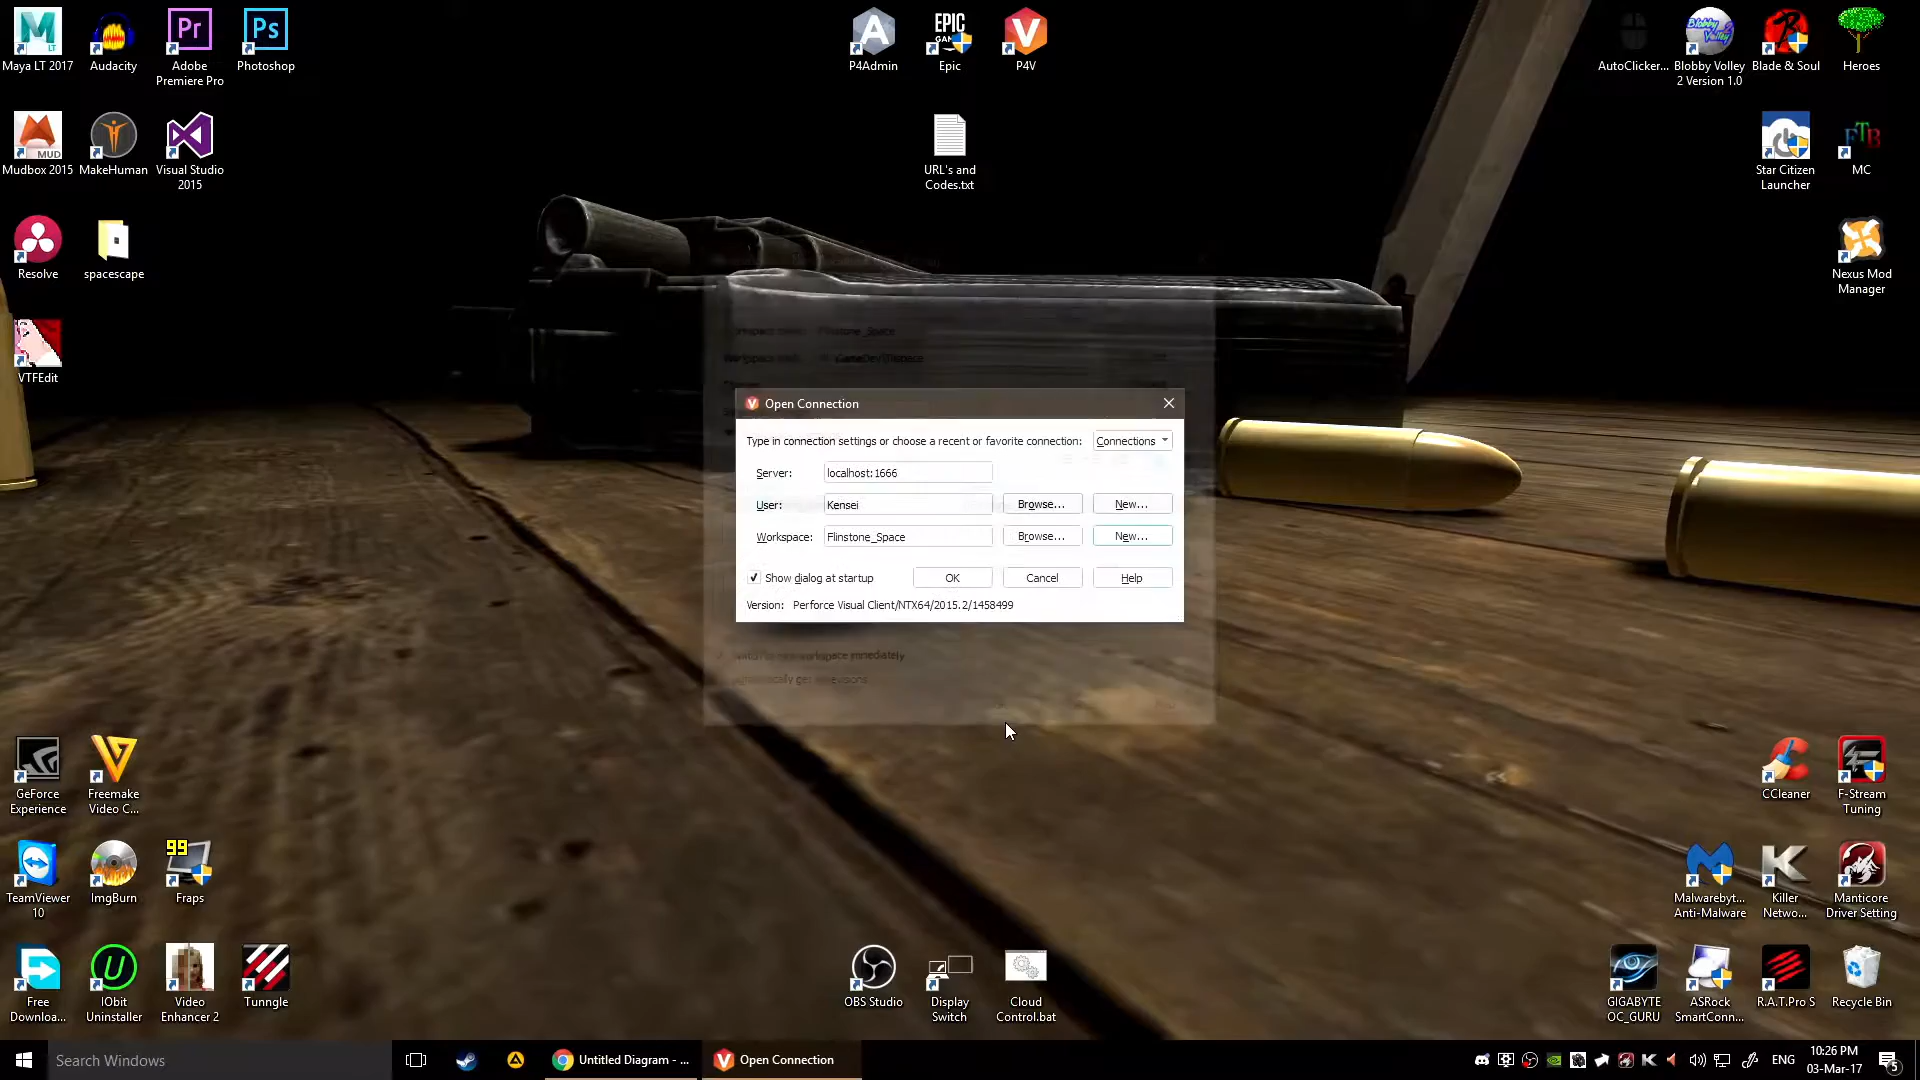 Maya LT 2017
Audacity
Adobe
Premiere Pro
Photoshop
P4Admin
Epic
P4V
AutoClicker...
Blobby Volley
2 Version 1.0
Blade & Soul
Heroes
Mudbox 2015
MakeHuman
Visual Studio
2015
URL's and
Codes.txt
Star Citizen
Launcher
MC
Resolve
spacescape
Nexus Mod
Manager
VTFEdit
Flinstone_Space
Open Connection
Type in connection settings or choose a recent or favorite connection:
Connections
Server:
localhost:1666
User:
Kensei
Browse...
New...
Workspace:
Flinstone_Space
Browse...
New...
Show dialog at startup
OK
Cancel
Help
Version: Perforce Visual Client/NTX64/2015.2/1458499
GeForce
Experience
Freemake
Video C...
CCleaner
F-Stream
Tuning
TeamViewer
10
ImgBurn
99
Fraps
Malwarebyt...
Anti-Malware
Killer
Netwo...
Manticore
Driver Setting
Free
Downloa...
IObit
Uninstaller
Video
Enhancer 2
Tunngle
OBS Studio
Display
Switch
Cloud
Control.bat
GIGABYTE
OC_GURU
ASRock
SmartConn...
R.A.T.Pro S
Recycle Bin
Search Windows
Untitled Diagram - ...
Open Connection
ENG
10:26 PM
03-Mar-17
5